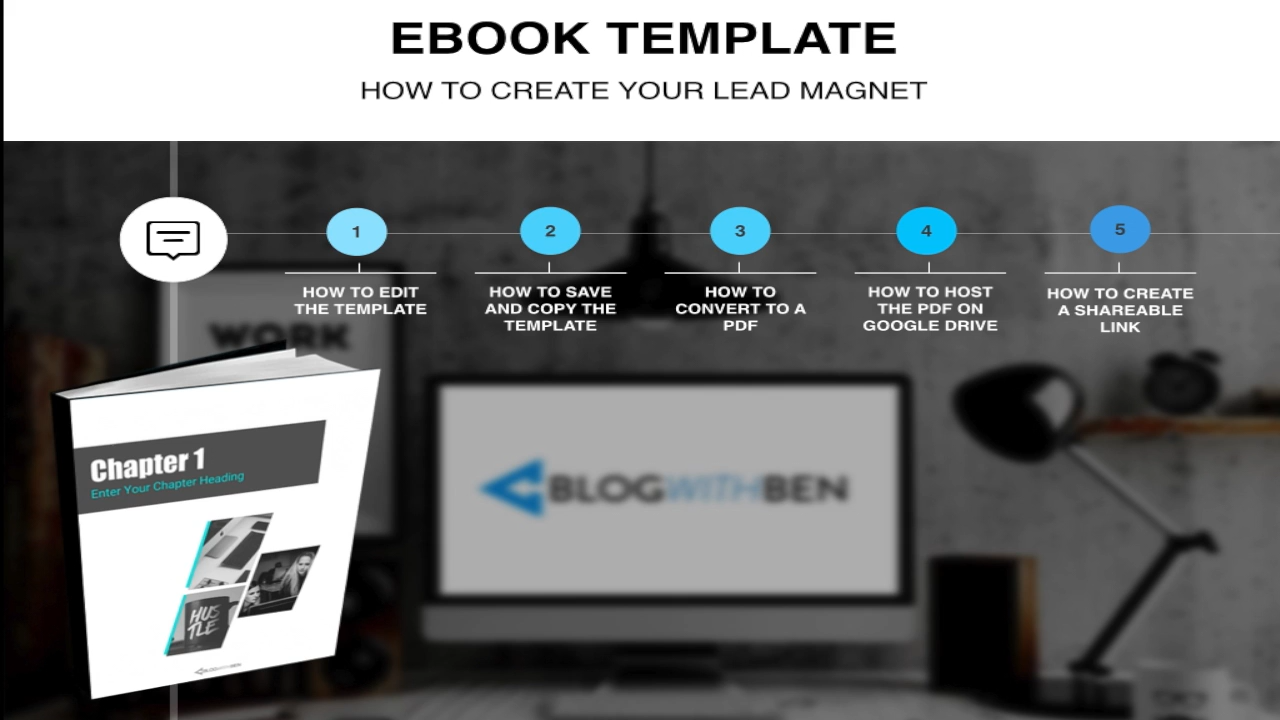 EBOOK TEMPLATE
HOW TO CREATE YOUR LEAD MAGNET
1
2
3
4
5
HOW TO EDIT
THE TEMPLATE
HOW TO SAVE
AND COPY THE
TEMPLATE
HOW TO
CONVERT TO A
PDF
HOW TO HOST
THE PDF ON
GOOGLE DRIVE
HOW TO CREATE
A SHAREABLE
LINK
WORK
Chapter 1
Enter Your Chapter Heading
HUS
TLE
BLOGWITHBEN
BLOGWITHBEN